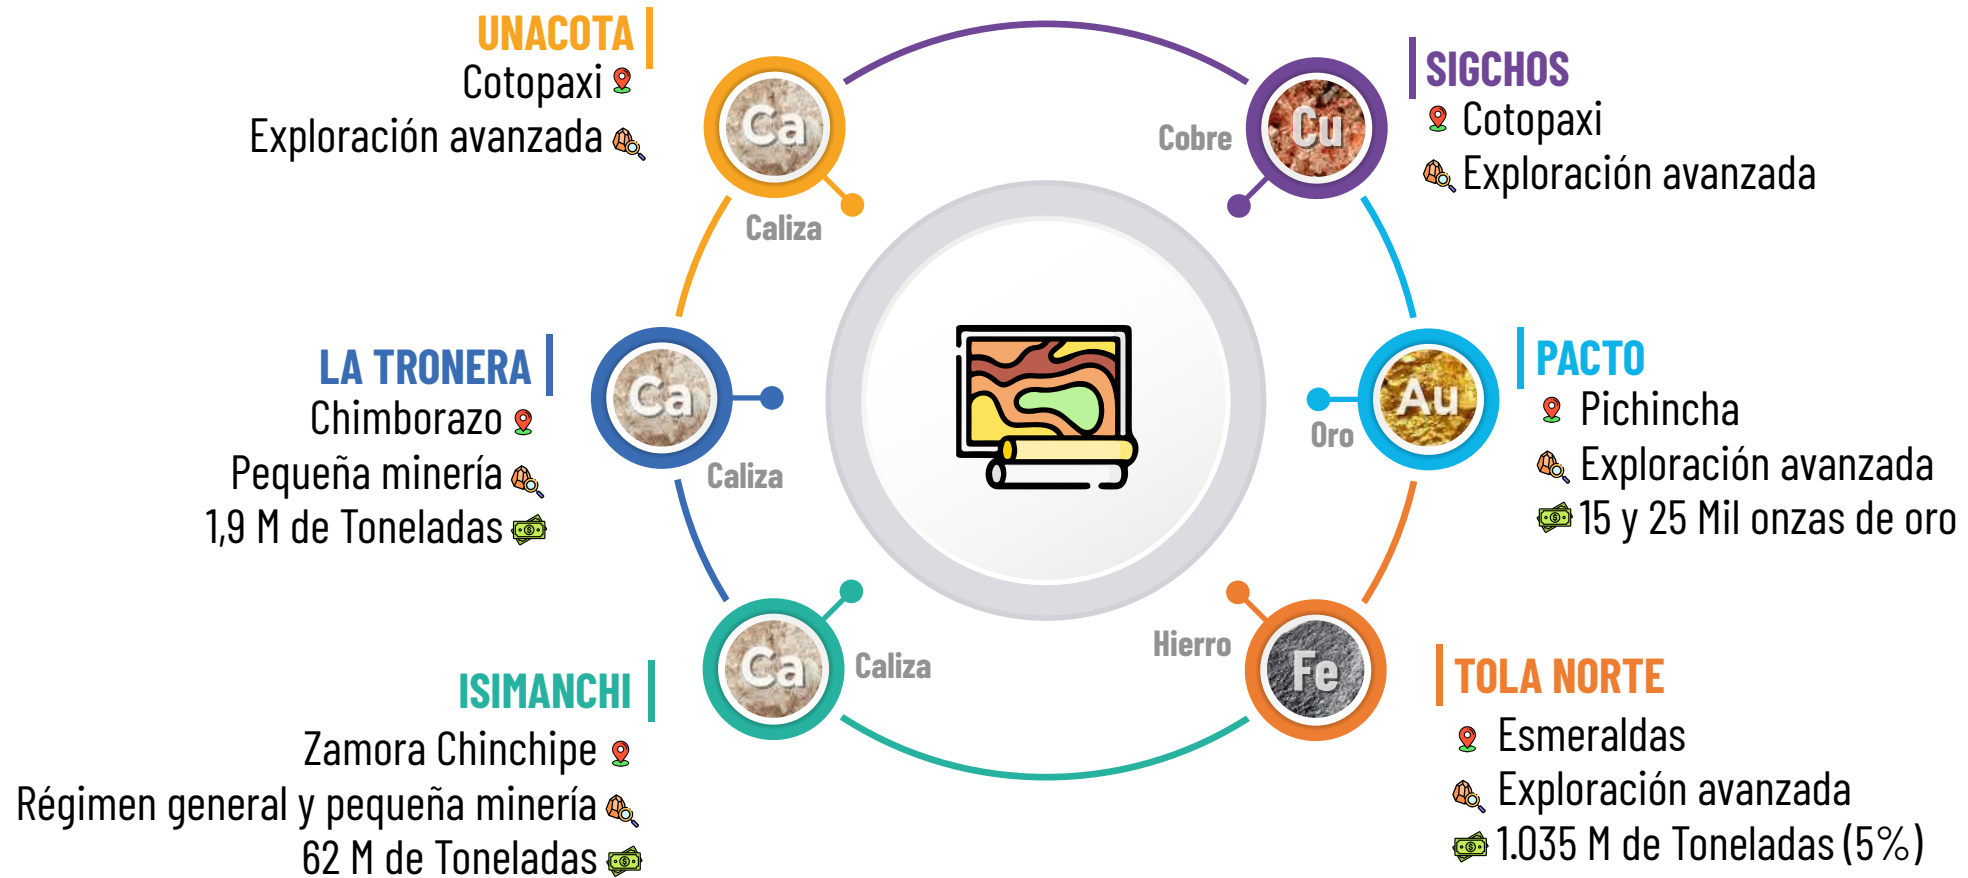 UNACOTA
Cotopaxi
Exploración avanzada
Ca
Caliza
SIGCHOS
Cotopaxi
Exploración avanzada
Cu
Cobre
LA TRONERA
Chimborazo
Pequeña minería
1,9 M de Toneladas
Ca
Caliza
PACTO
Pichincha
Exploración avanzada
15 y 25 Mil onzas de oro
Au
Oro
ISIMANCHI
Zamora Chinchipe
Régimen general y pequeña minería
62 M de Toneladas
Ca
Caliza
TOLA NORTE
Esmeraldas
Exploración avanzada
1.035 M de Toneladas (5%)
Fe
Hierro